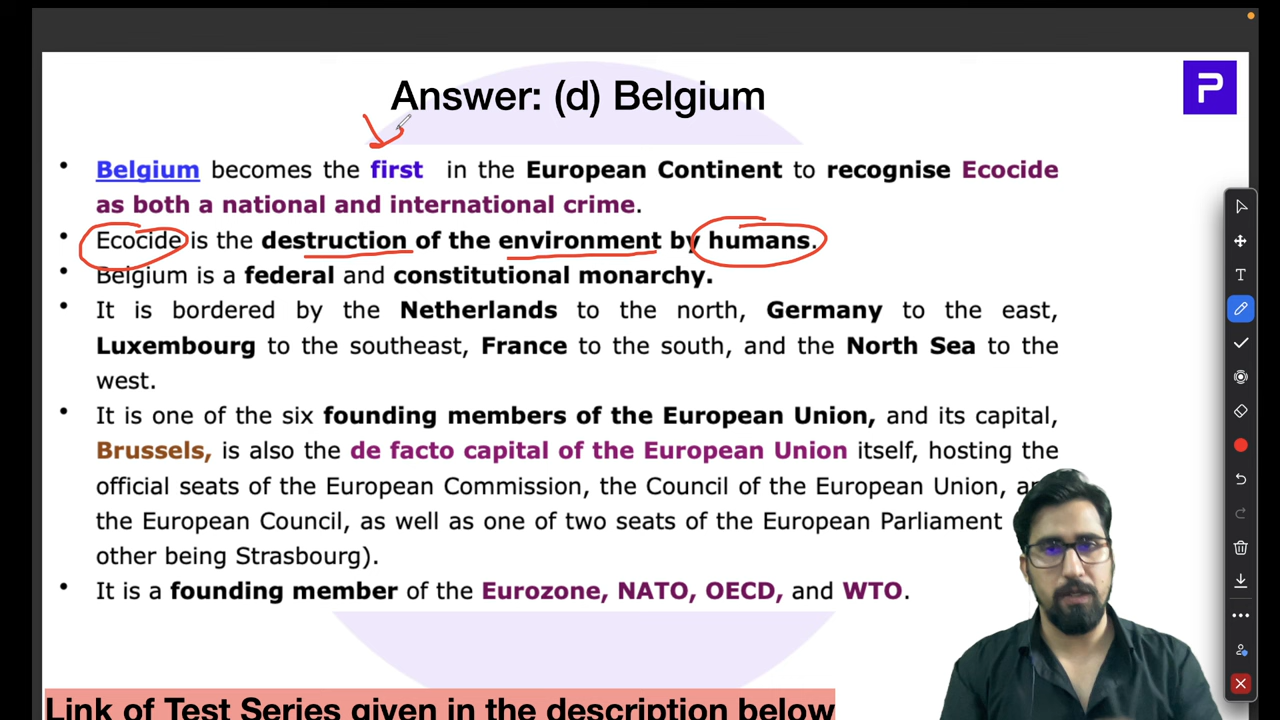 Answer: (d) Belgium
P
• Belgium becomes the first in the European Continent to recognise Ecocide
as both a national and international crime.
• Ecocide is the destruction of the environment by humans.
• Belgium is a federal and constitutional monarchy.
• It is bordered by the Netherlands to the north, Germany to the east,
Luxembourg to the southeast, France to the south, and the North Sea to the
west.
• It is one of the six founding members of the European Union, and its capital,
Brussels, is also the de facto capital of the European Union itself, hosting the
official seats of the European Commission, the Council of the European Union,
the European Council, as well as one of two seats of the European Parliament
other being Strasbourg).
• It is a founding member of the Eurozone, NATO, OECD, and WTO.
Link of Test Series given in the description below